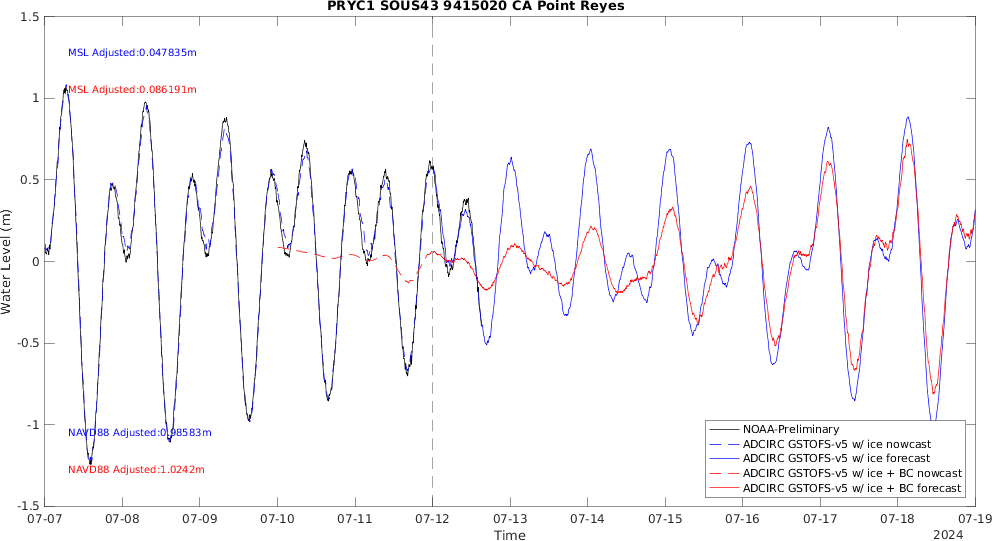 PRYC1 SOUS43 9415020 CA Point Reyes
1.5
1
0.5
0
-0.5
-1
-1.5
Water Level (m)
MSL Adjusted:0.047835m
MSL Adjusted:0.086191m
NAVD88 Adjusted:0.98583m
NAVD88 Adjusted:1.0242m
NOAA-Preliminary
ADCIRC GSTOFS-v5 w/ ice nowcast
ADCIRC GSTOFS-v5 w/ ice forecast
ADCIRC GSTOFS-v5 w/ ice + BC nowcast
ADCIRC GSTOFS-v5 w/ ice + BC forecast
07-07 07-08 07-09 07-10 07-11 07-12 07-13 07-14 07-15 07-16 07-17 07-18 07-19
Time
2024